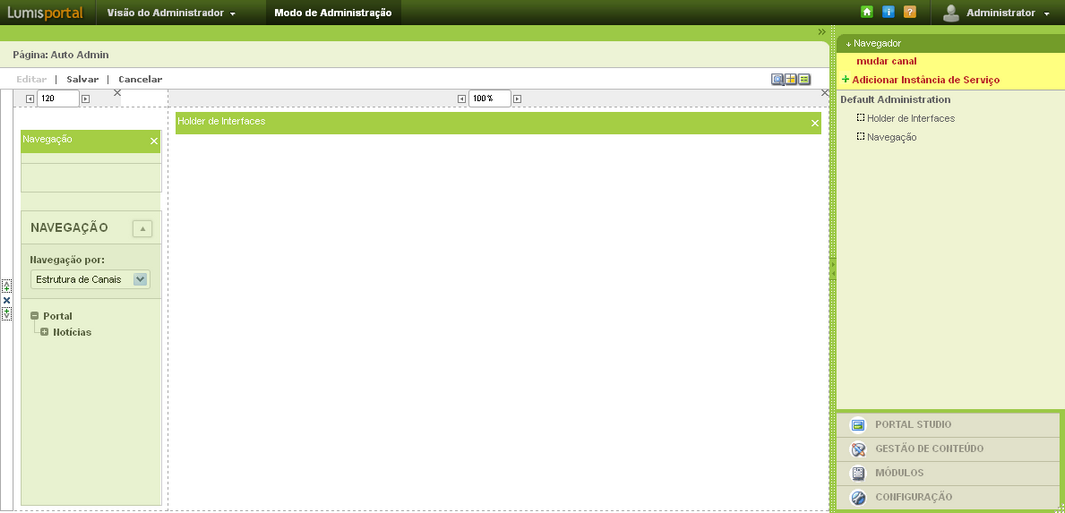 Lumisportal Visão do Administrador Modo de Administração Administrator
Página: Auto Admin
Editar | Salvar | Cancelar
120 100%
Navegação
Holder de Interfaces
NAVEGAÇÃO
Navegação por:
Estrutura de Canais
Portal
Notícias
Navegador
mudar canal
Adicionar Instância de Serviço
Default Administration
Holder de Interfaces
Navegação
PORTAL STUDIO
GESTÃO DE CONTEÚDO
MÓDULOS
CONFIGURAÇÃO